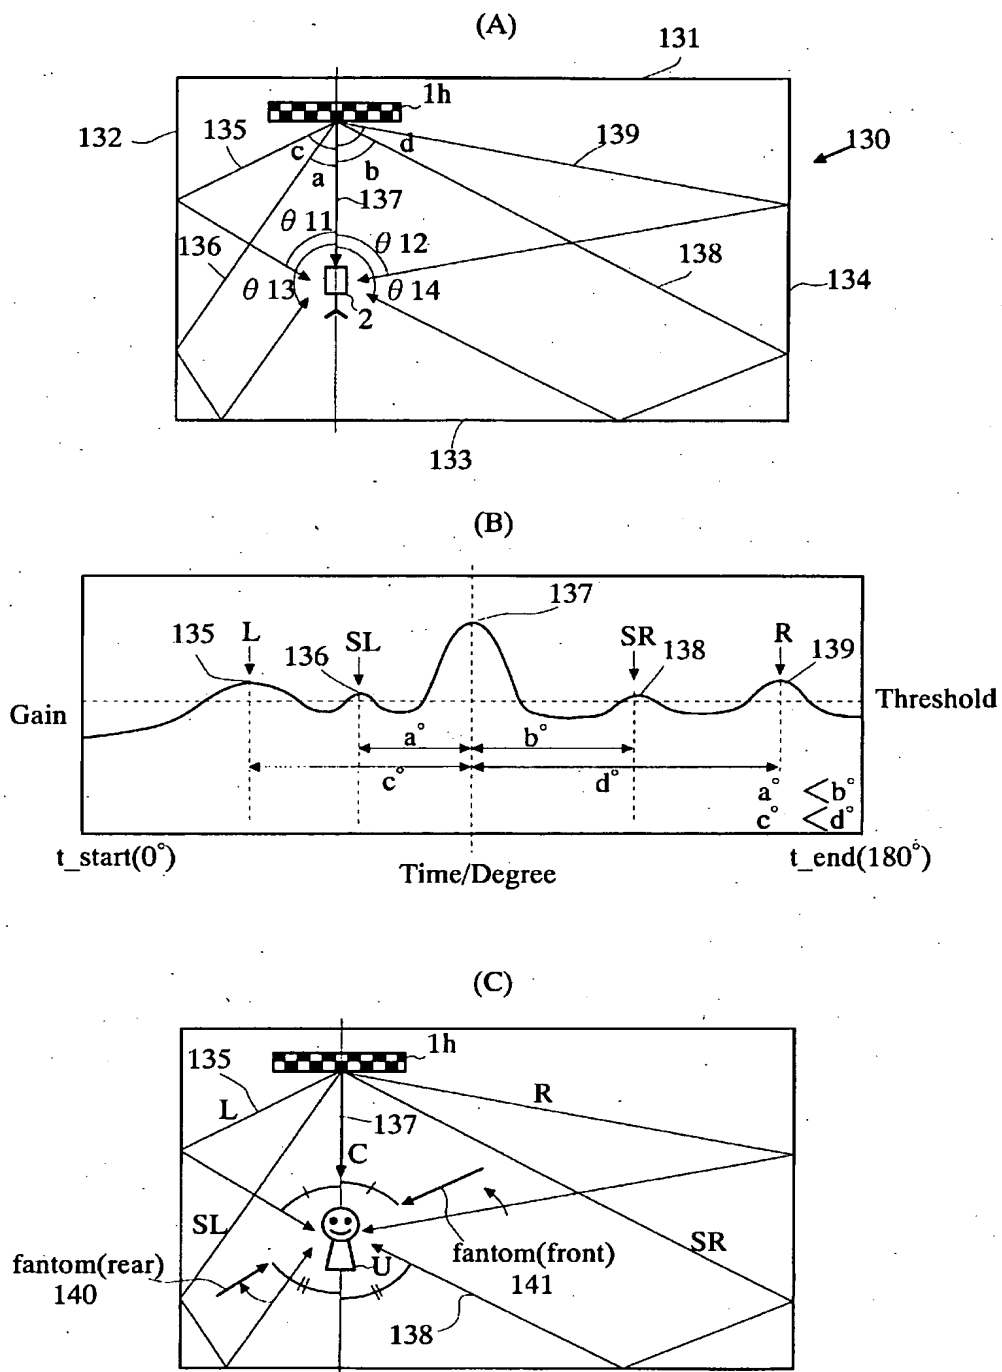 (A)
131
1h
132
135
139
130
c
d
a
b
137
θ 11
θ 12
136
138
θ 13
θ 14
134
2
133
(B)
137
135
L
136
SL
SR
138
R
139
Gain
Threshold
a°
b°
c°
d°
a° <b°
c° <d°
t_start(0°)
t_end(180°)
Time/Degree
(C)
1h
135
R
L
137
C
SL
SR
fantom(rear)
140
U
fantom(front)
141
138